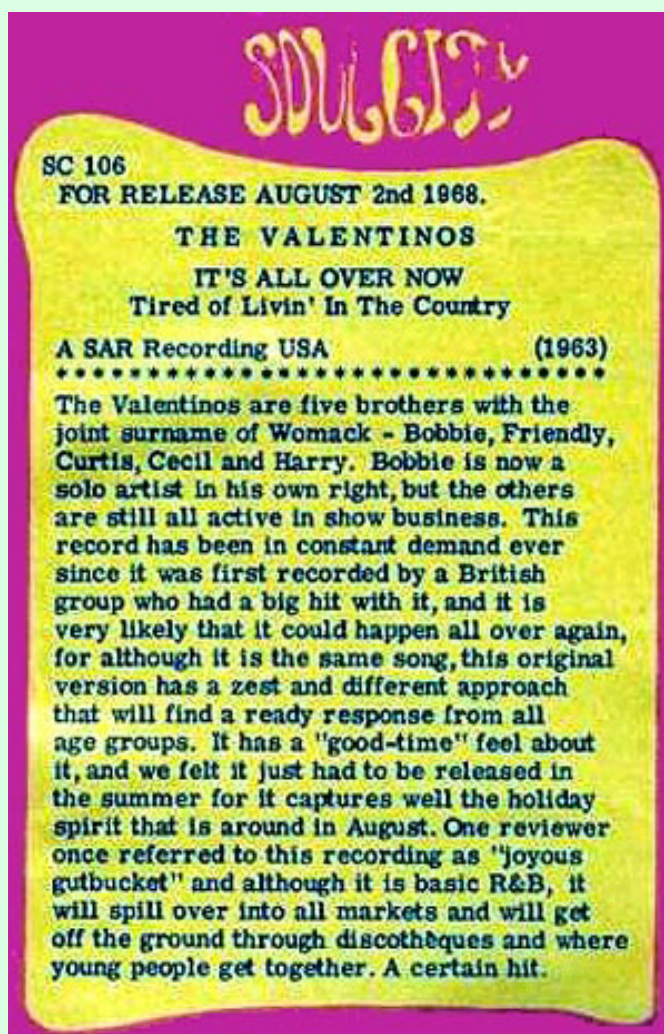 SOUL CITY
SC 106
FOR RELEASE AUGUST 2nd 1968.
THE VALENTINOS
IT'S ALL OVER NOW
Tired of Livin' In The Country
A SAR Recording USA (1963)
* * * * * * * * * * * * * * * * * * * * * * * * * * * * * *
The Valentinos are five brothers with the
joint surname of Womack - Bobbie, Friendly,
Curtis, Cecil and Harry. Bobbie is now a
solo artist in his own right, but the others
are still all active in show business. This
record has been in constant demand ever
since it was first recorded by a British
group who had a big hit with it, and it is
very likely that it could happen all over again,
for although it is the same song, this original
version has a zest and different approach
that will find a ready response from all
age groups. It has a "good-time" feel about
it, and we felt it just had to be released in
the summer for it captures well the holiday
spirit that is around in August. One reviewer
once referred to this recording as "joyous
gutbucket" and although it is basic R&B, it
will spill over into all markets and will get
off the ground through discothèques and where
young people get together. A certain hit.